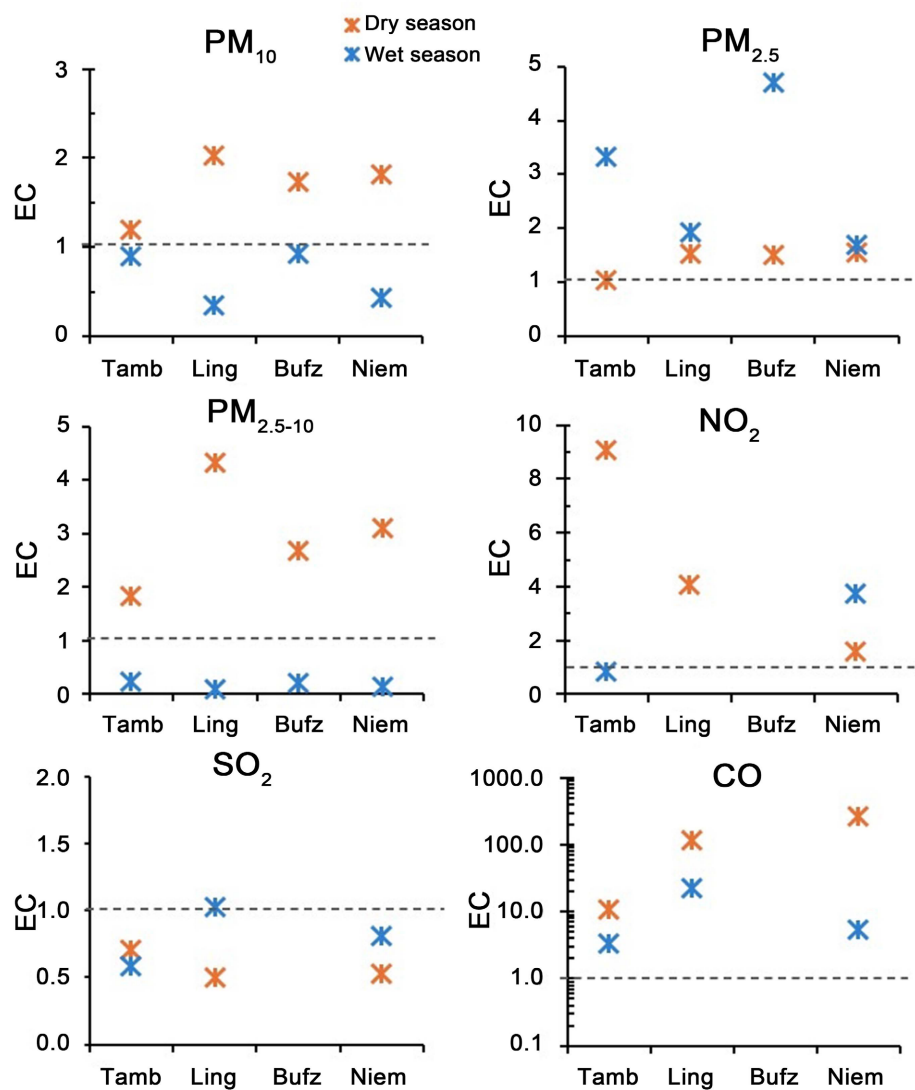 PM10
Dry season
Wet season
EC
3
2
1
0
Tamb Ling Bufz Niem
PM2.5
EC
5
4
3
2
1
0
Tamb Ling Bufz Niem
PM2.5-10
EC
5
4
3
2
1
0
Tamb Ling Bufz Niem
NO2
EC
10
8
6
4
2
0
Tamb Ling Bufz Niem
SO2
EC
2.0
1.5
1.0
0.5
0.0
Tamb Ling Bufz Niem
CO
EC
1000.0
100.0
10.0
1.0
0.1
Tamb Ling Bufz Niem